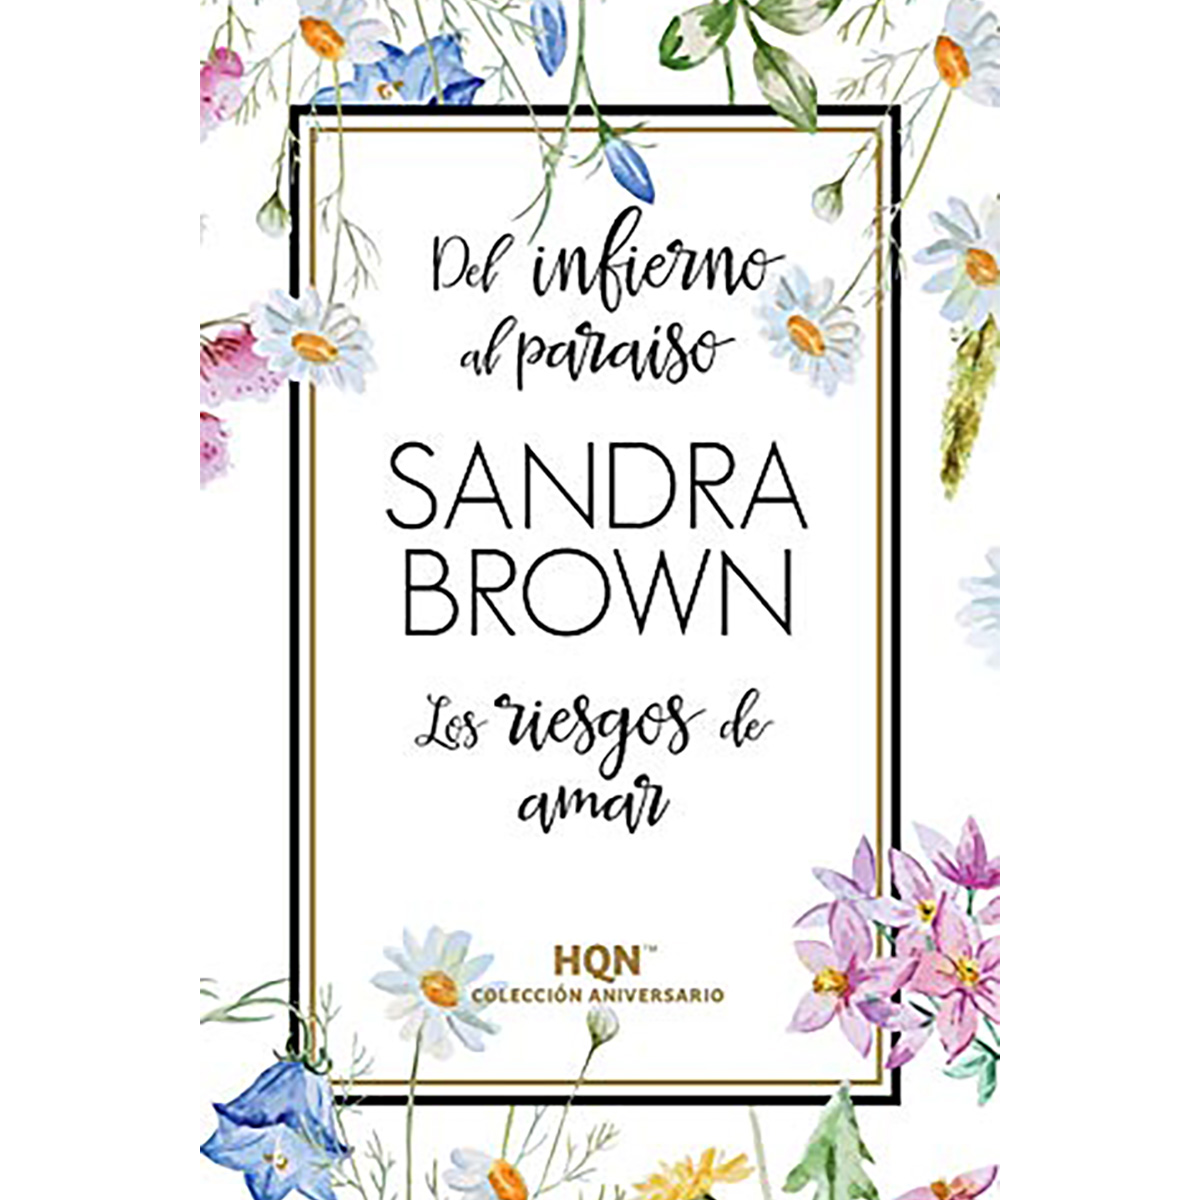 Del infierno
al paraíso
SANDRA
BROWN
Los riesgos de
amar
HQN™
COLECCIÓN ANIVERSARIO